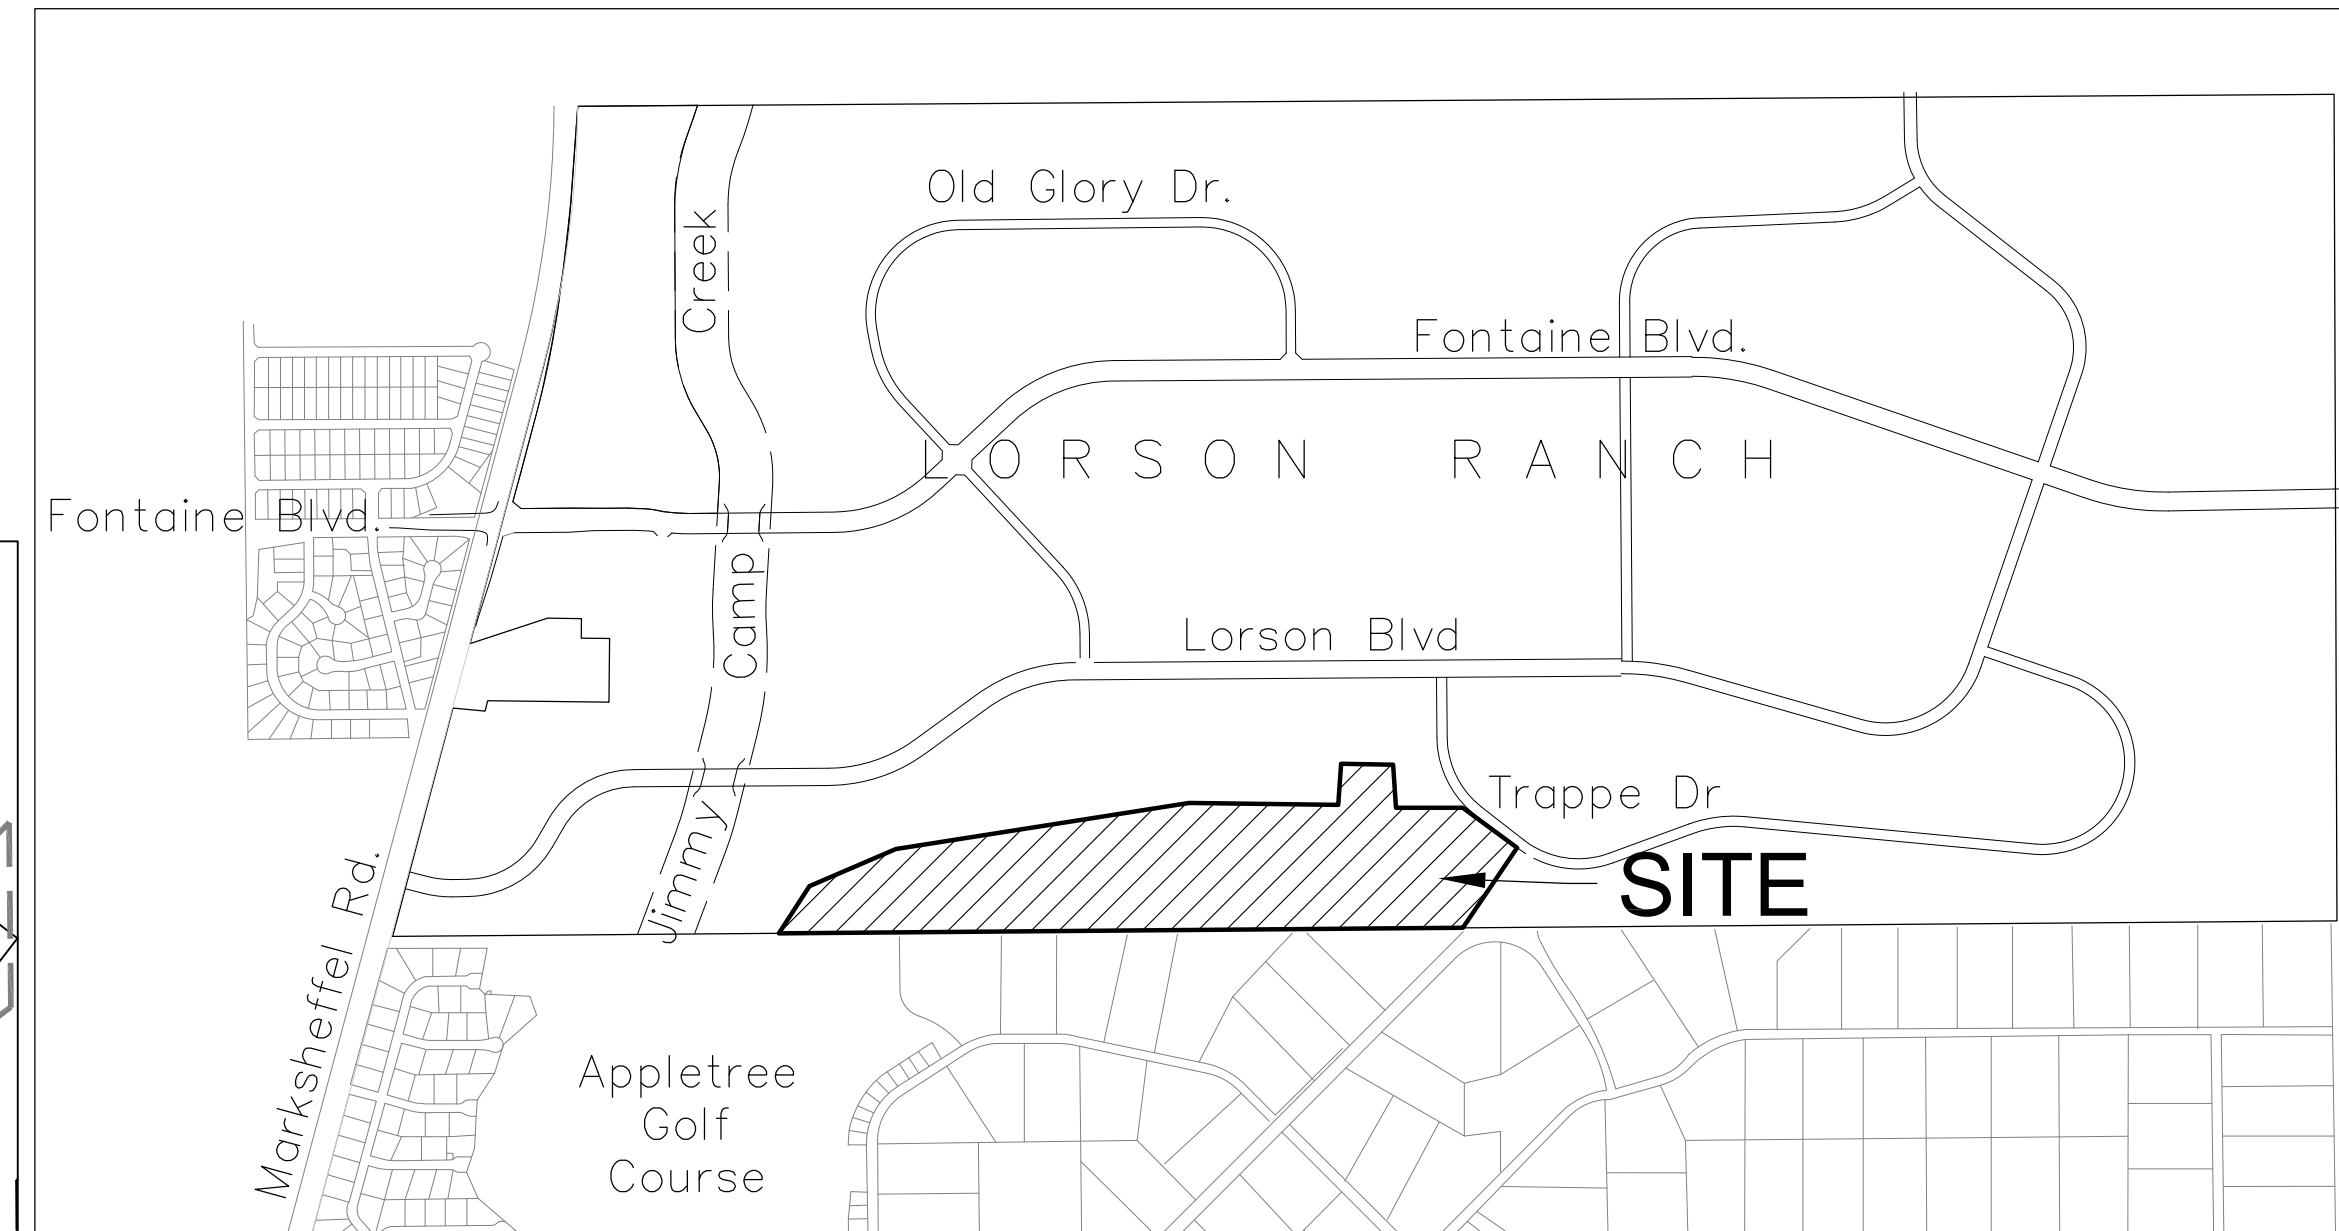 Old Glory Dr.
Creek
Fontaine Blvd.
LORSON RANCH
Fontaine Blvd.
Camp
Lorson Blvd
Trappe Dr
Jimmy
SITE
Marksheffel Rd.
Appletree
Golf
Course